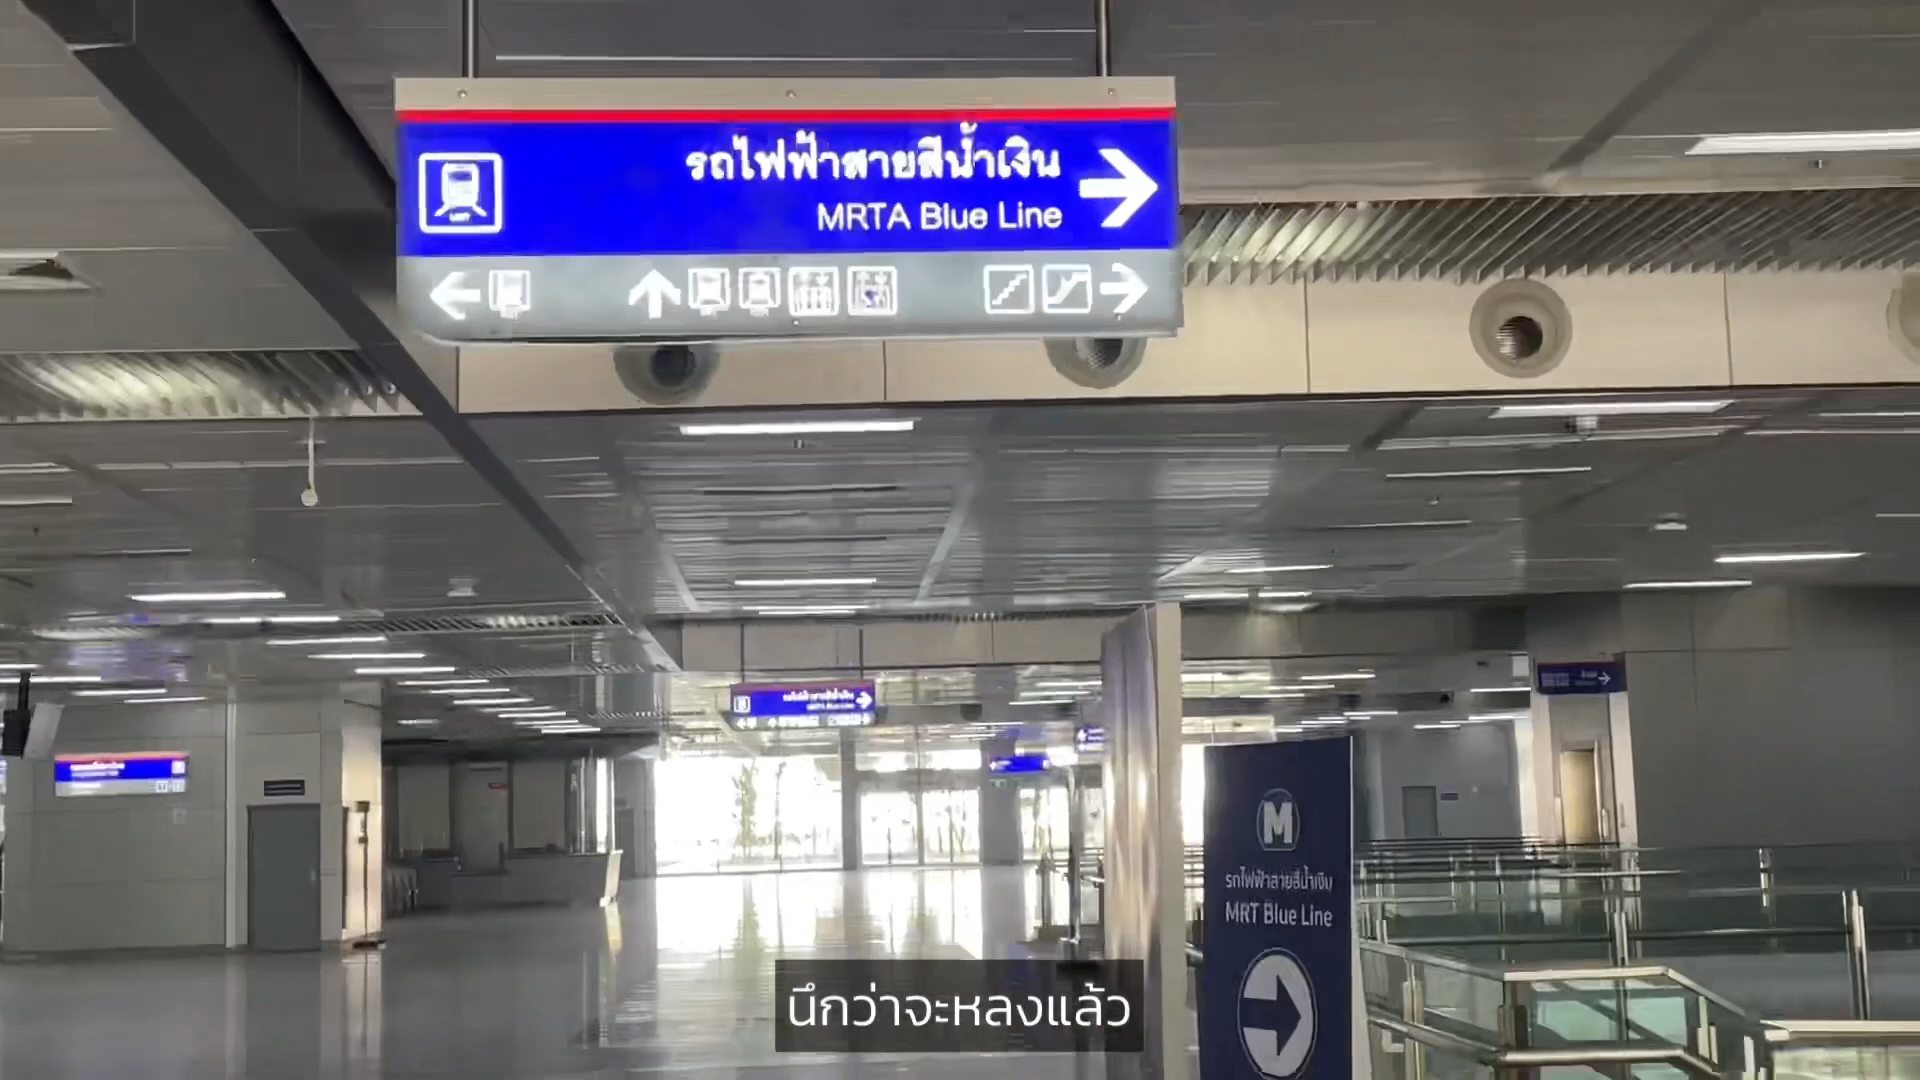 รถไฟฟ้าสายสีน้ำเงิน
MRTA Blue Line
M
รถไฟฟ้าสายสีน้ำเงิน
MRT Blue Line
นึกว่าจะหลงแล้ว